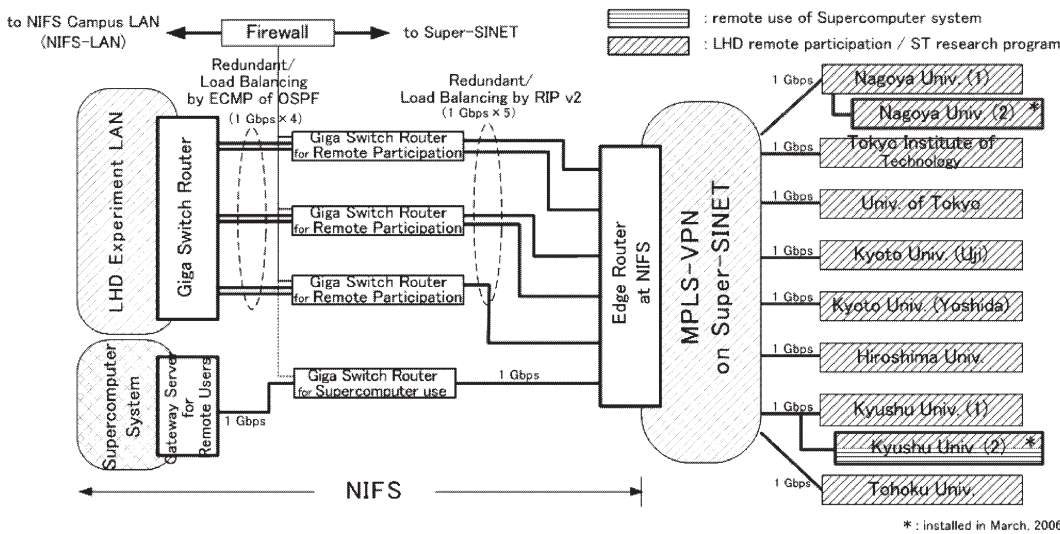 to NIFS Campus LAN
(NIFS-LAN)
Firewall
to Super-SINET
: remote use of Supercomputer system
: LHD remote participation / ST research program
Redundant/
Load Balancing
by ECMP of OSPF
(1 Gbps×4)
Redundant/
Load Balancing by RIP v2
(1 Gbps×5)
LHD Experiment LAN
Giga Switch Router
Giga Switch Router
for Remote Participation
Giga Switch Router
for Remote Participation
Giga Switch Router
for Remote Participation
Giga Switch Router
for Supercomputer use
Supercomputer
System
Gateway Server
for
Remote Users
1 Gbps
1 Gbps
Edge Router
at NIFS
MPLS-VPN
on Super-SINET
1 Gbps
Nagoya Univ. (1)
Nagoya Univ. (2) *
1 Gbps
Tokyo Institute of
Technology
1 Gbps
Univ. of Tokyo
1 Gbps
Kyoto Univ. (Uji)
1 Gbps
Kyoto Univ. (Yoshida)
1 Gbps
Hiroshima Univ.
1 Gbps
Kyushu Univ. (1)
Kyushu Univ. (2) *
1 Gbps
Tohoku Univ.
NIFS
* : installed in March, 2006